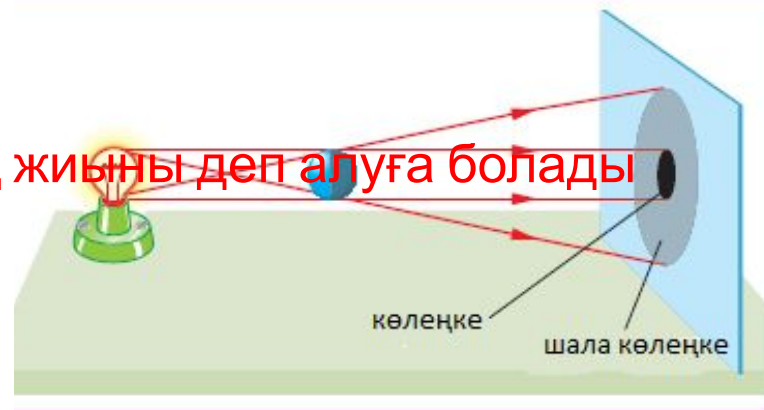 жиыны деп алуға болады
көлеңке
шала көлеңке